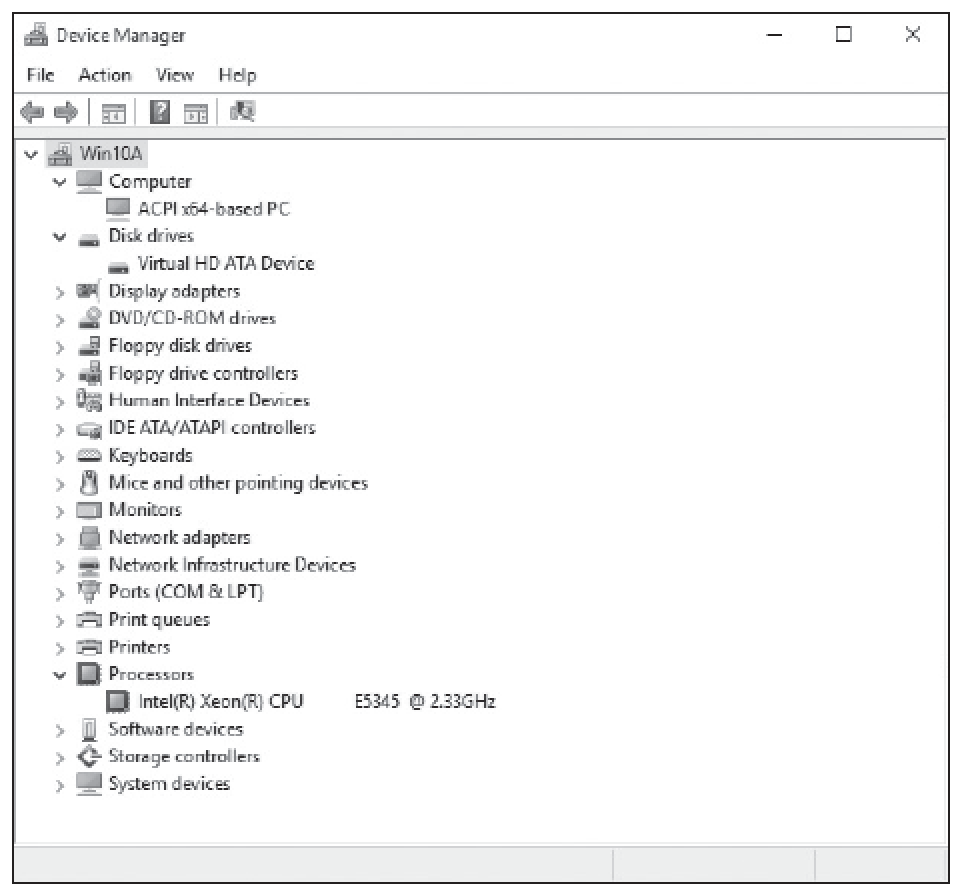 Device Manager
File Action View Help
Win10A
Computer
ACPI x64-based PC
Disk drives
Virtual HD ATA Device
Display adapters
DVD/CD-ROM drives
Floppy disk drives
Floppy drive controllers
Human Interface Devices
IDE ATA/ATAPI controllers
Keyboards
Mice and other pointing devices
Monitors
Network adapters
Network Infrastructure Devices
Ports (COM & LPT)
Print queues
Printers
Processors
Intel(R) Xeon(R) CPU E5345 @ 2.33GHz
Software devices
Storage controllers
System devices